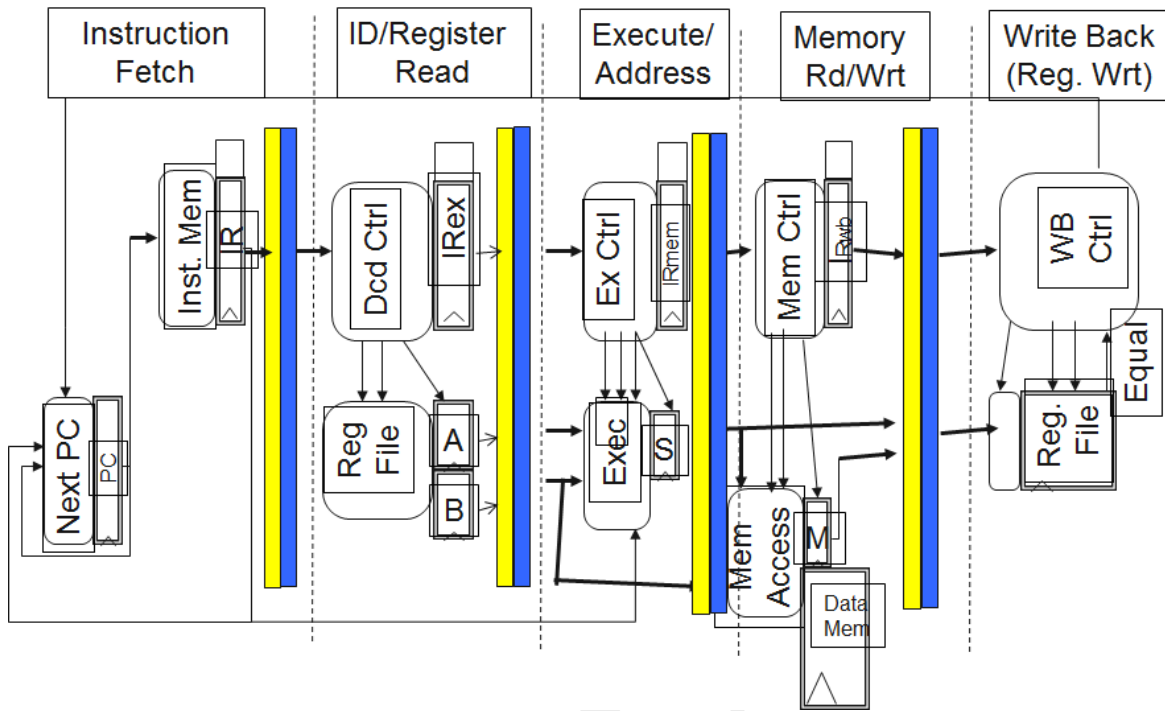 Instruction
Fetch
ID/Register
Read
Execute/
Address
Memory
Rd/Wrt
Write Back
(Reg. Wrt)
Inst. Mem
IR
Dcd Ctrl
IRex
Ex Ctrl
IRmem
Mem Ctrl
IRwb
WB
Ctrl
Equal
Next PC
PC
Reg
File
A
B
Exec
S
Mem
Access
M
Data
Mem
Reg.
File